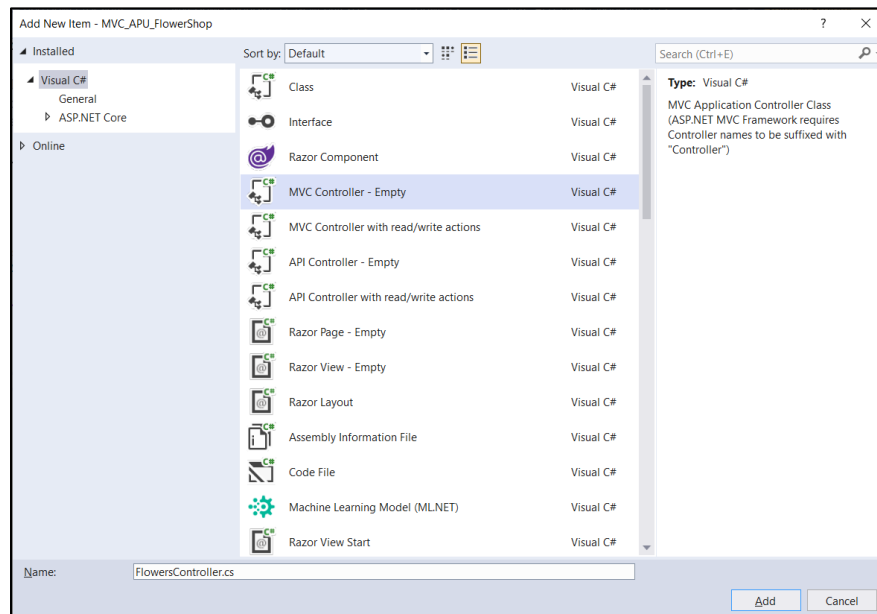 Add New Item - MVC_APU_FlowerShop
? ×
Installed
Sort by: Default
Search (Ctrl+E)
Visual C#
General
ASP.NET Core
Online
C# Class Visual C#
Interface Visual C#
@ Razor Component Visual C#
C# MVC Controller - Empty Visual C#
C# MVC Controller with read/write actions Visual C#
C# API Controller - Empty Visual C#
C# API Controller with read/write actions Visual C#
C# @ Razor Page - Empty Visual C#
C# @ Razor View - Empty Visual C#
C# @ Razor Layout Visual C#
C# i Assembly Information File Visual C#
C# Code File Visual C#
Machine Learning Model (ML.NET) Visual C#
C# @ Razor View Start Visual C#
Type: Visual C#
MVC Application Controller Class
(ASP.NET MVC Framework requires
Controller names to be suffixed with
"Controller")
Name: FlowersController.cs
Add Cancel